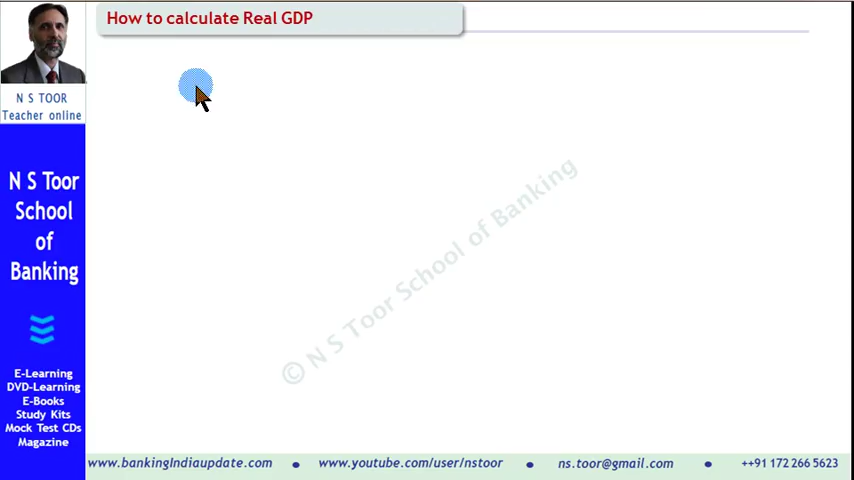 How to calculate Real GDP
N S TOOR
Teacher online
N S Toor
School
of
Banking
E-Learning
DVD-Learning
E-Books
Study Kits
Mock Test CDs
Magazine
© N S Toor School of Banking
www.bankingIndiaupdate.com ● www.youtube.com/user/nstoor ● ns.toor@gmail.com ● ++91 172 266 5623